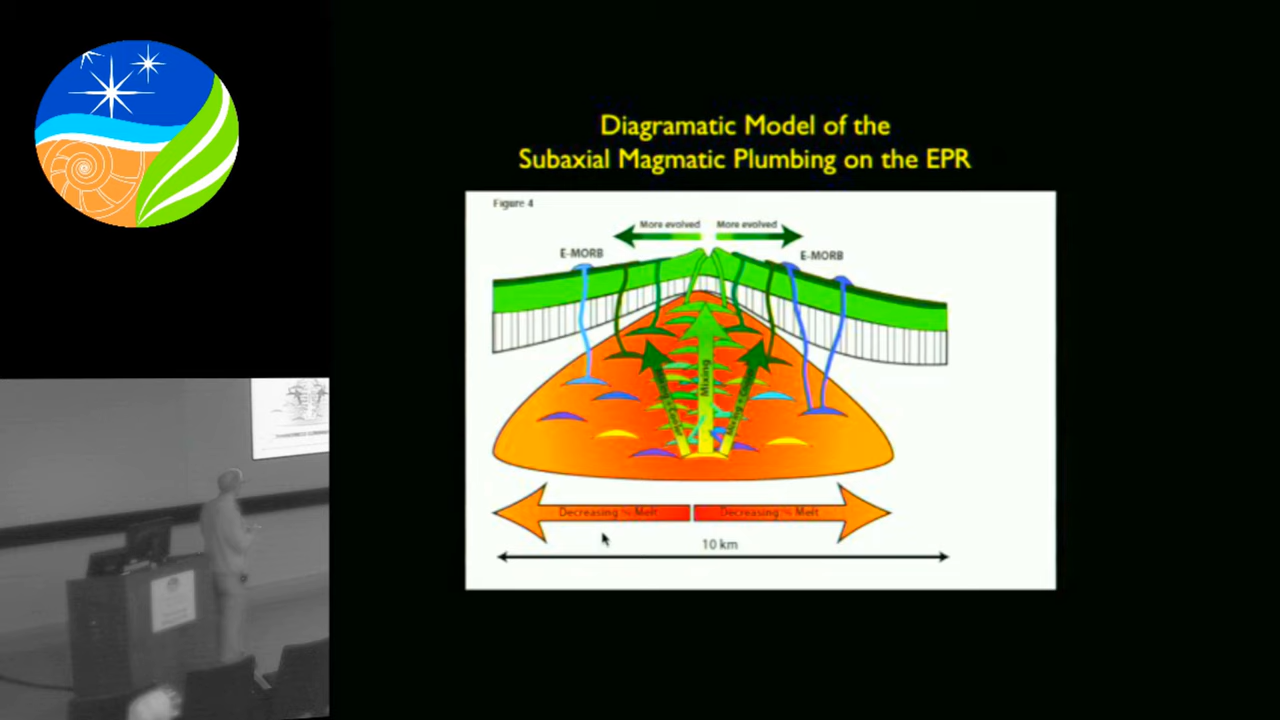 Diagramatic Model of the
Subaxial Magmatic Plumbing on the EPR
Figure 4
More evolved More evolved
E-MORB E-MORB
Mixing
Decreasing % Melt Decreasing % Melt
10 km